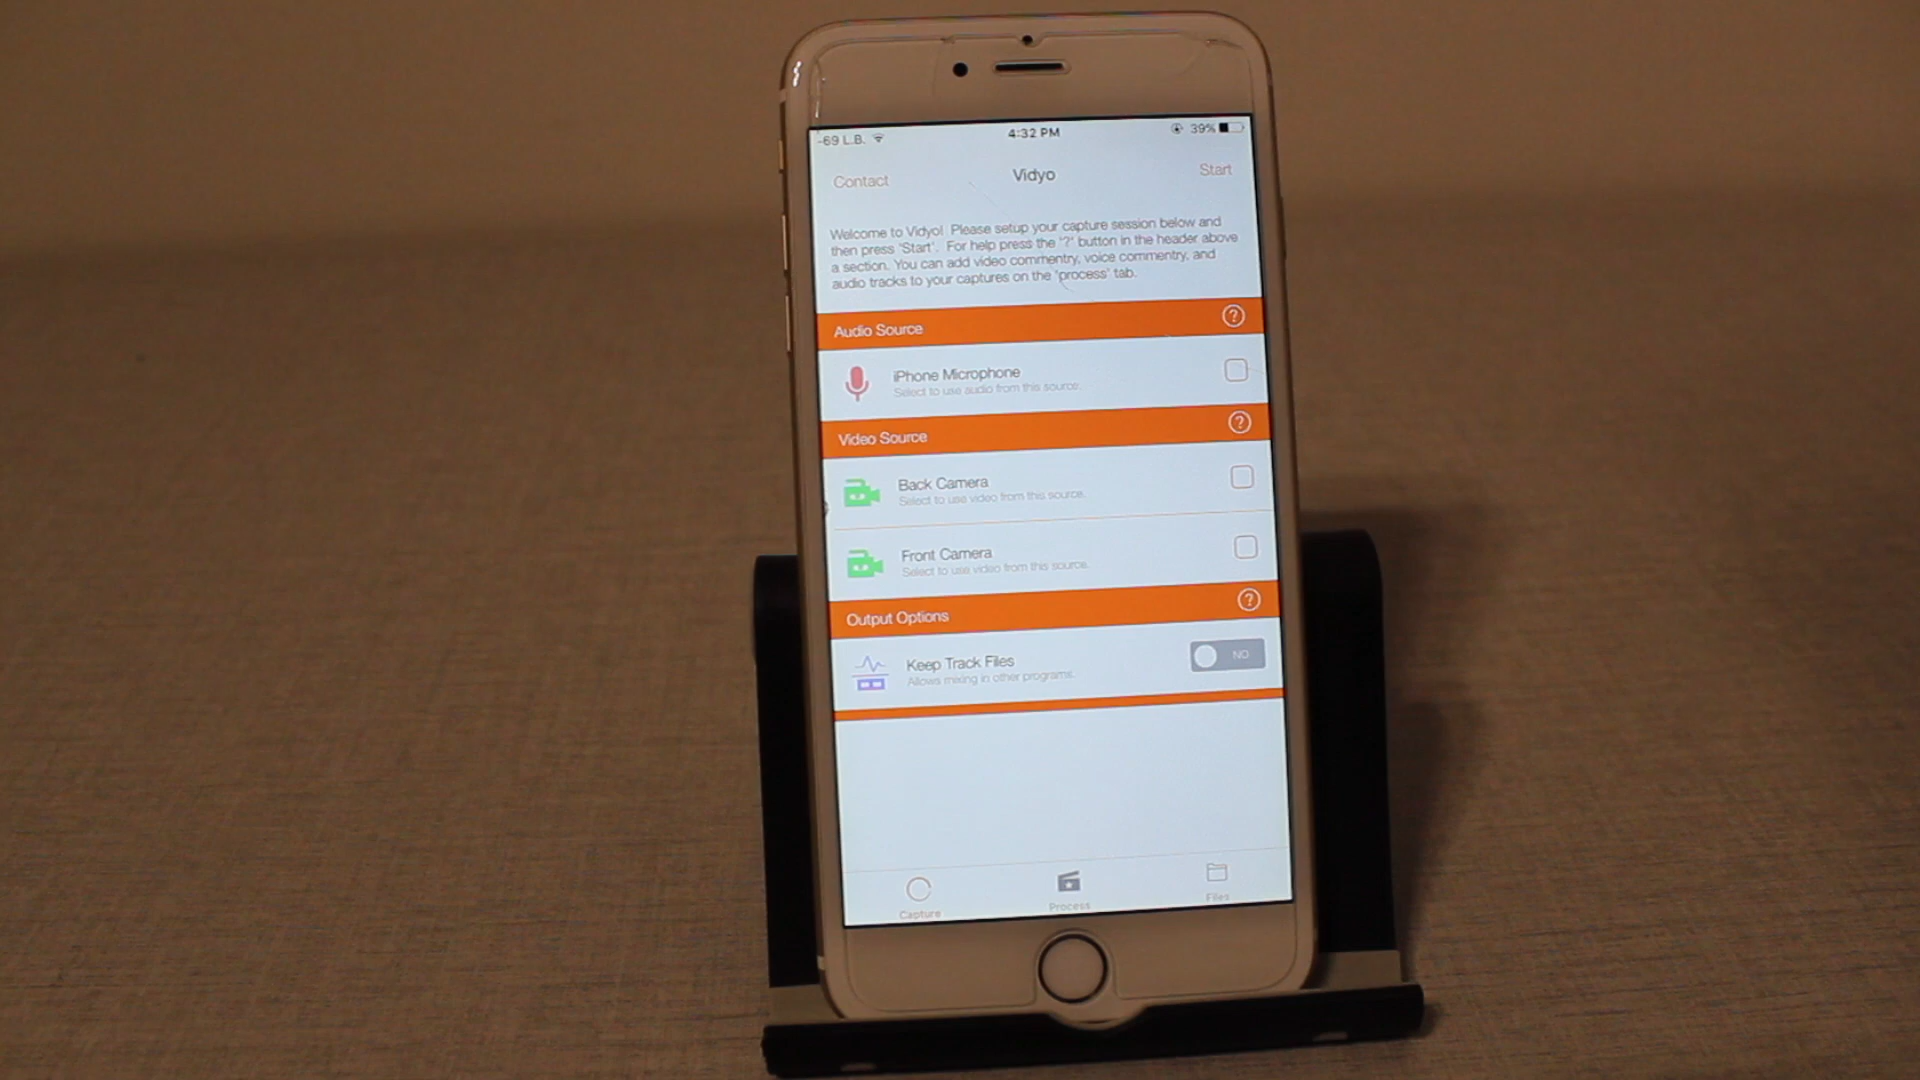 -69 L.B. 4:32 PM 39%
Contact Vidyo Start
Welcome to Vidyo! Please setup your capture session below and
then press 'Start'. For help press the '?' button in the header above
a section. You can add video commentry, voice commentry, and
audio tracks to your captures on the 'process' tab.
Audio Source ?
iPhone Microphone
Select to use audio from this source.
Video Source ?
Back Camera
Select to use video from this source.
Front Camera
Select to use video from this source.
Output Options ?
Keep Track Files NO
Allows mixing in other programs.
Capture Process Files